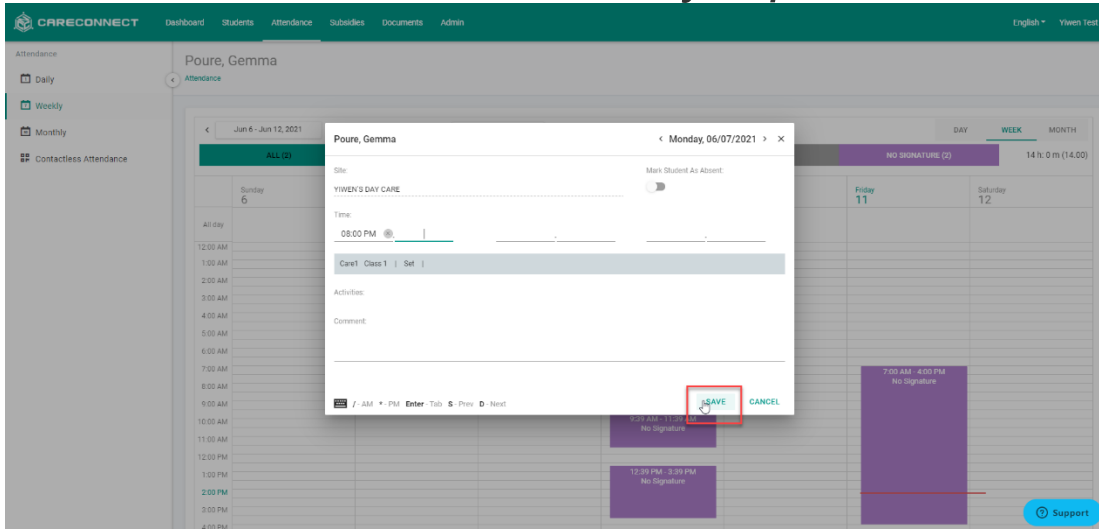 CARECONNECT
Dashboard Students Attendance Subsidies Documents Admin
English Yiwen Test
Attendance
Daily
Weekly
Monthly
Contactless Attendance
Poure, Gemma
Attendance
Jun 6 - Jun 12, 2021
DAY WEEK MONTH
ALL (2)
NO SIGNATURE (2)
14 h: 0 m (14.00)
Sunday
6
Friday
11
Saturday
12
All day
12:00 AM
1:00 AM
2:00 AM
3:00 AM
4:00 AM
5:00 AM
6:00 AM
7:00 AM
8:00 AM
9:00 AM
10:00 AM
11:00 AM
12:00 PM
1:00 PM
2:00 PM
3:00 PM
4:00 PM
Poure, Gemma
< Monday, 06/07/2021 > ×
Site:
YIWEN'S DAY CARE
Mark Student As Absent:
Time:
08:00 PM
Care1 Class 1 | Set |
Activities:
Comment:
/ - AM * - PM Enter - Tab S - Prev D - Next
SAVE CANCEL
9:39 AM - 11:39 AM
No Signature
12:39 PM - 3:39 PM
No Signature
7:00 AM - 4:00 PM
No Signature
Support